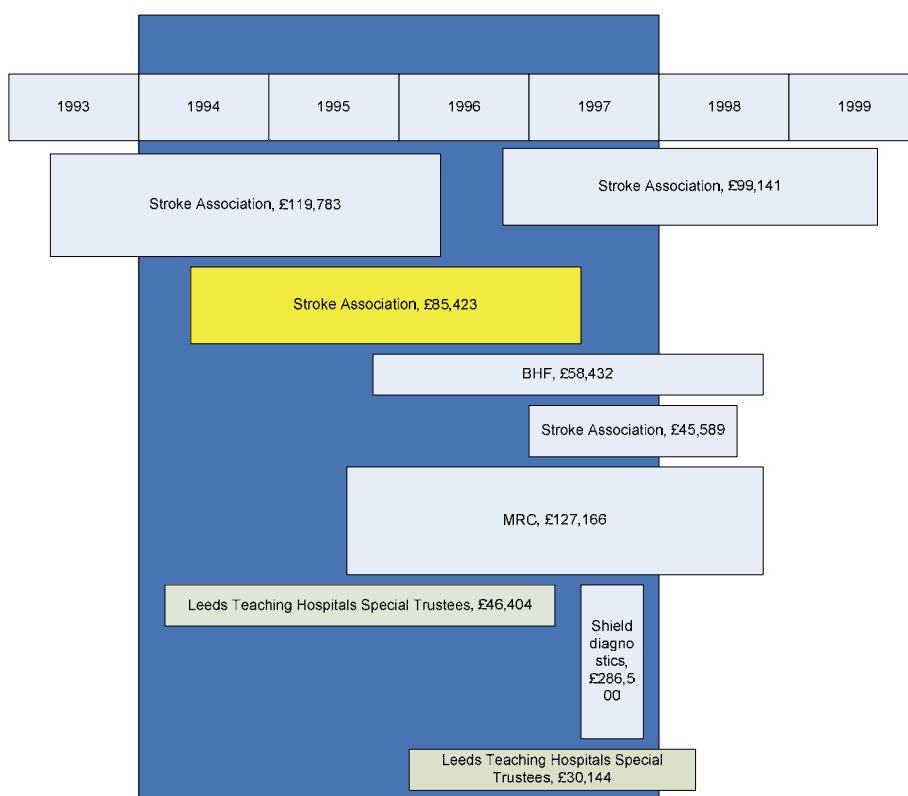 1993
1994
1995
1996
1997
1998
1999
Stroke Association, £119,783
Stroke Association, £99,141
Stroke Association, £85,423
BHF, £58,432
Stroke Association, £45,589
MRC, £127,166
Leeds Teaching Hospitals Special Trustees, £46,404
Shield
diagno
stics,
£286,5
00
Leeds Teaching Hospitals Special
Trustees, £30,144